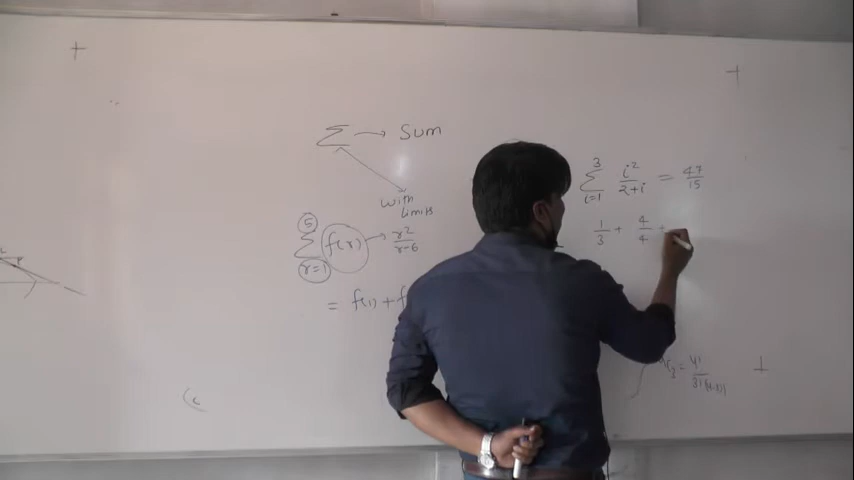 Σ → Sum
with
limits
5 Σ r=1 f(r) → r²/r-6
= f(1) + f
3 Σ i=1 i²/2+i = 47/15
1/3 + 4/4 +